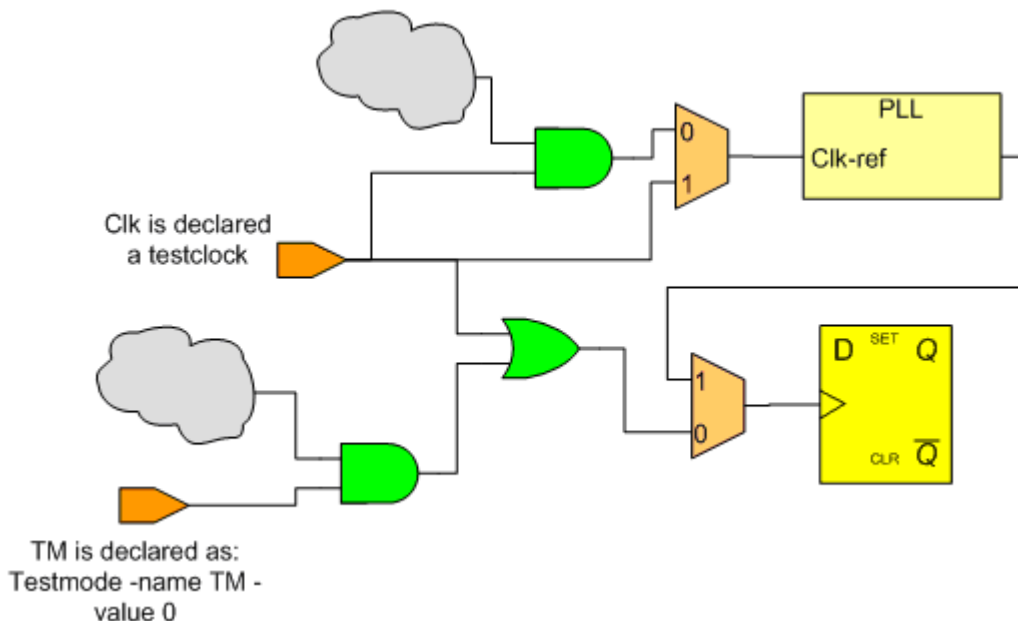 PLL
0
Clk-ref
1
Clk is declared
a testclock
D SET Q
1
0
CLR Q
TM is declared as:
Testmode -name TM -
value 0